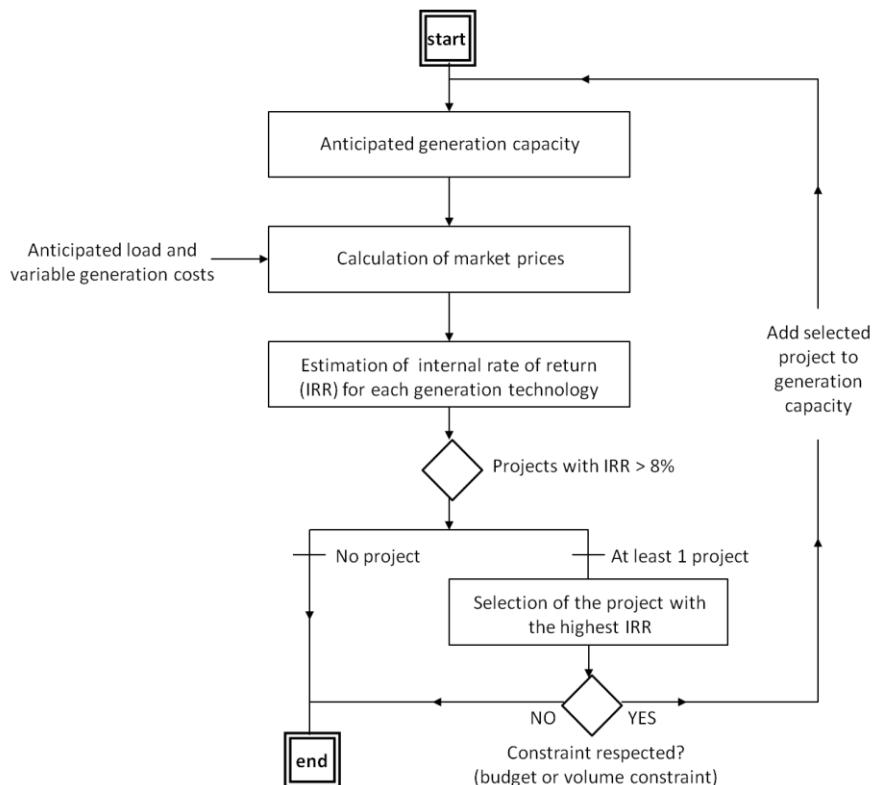 start
Anticipated generation capacity
Anticipated load and
variable generation costs
Calculation of market prices
Estimation of internal rate of return
(IRR) for each generation technology
Add selected
project to
generation
capacity
Projects with IRR > 8%
No project
At least 1 project
Selection of the project with
the highest IRR
NO
YES
Constraint respected?
(budget or volume constraint)
end